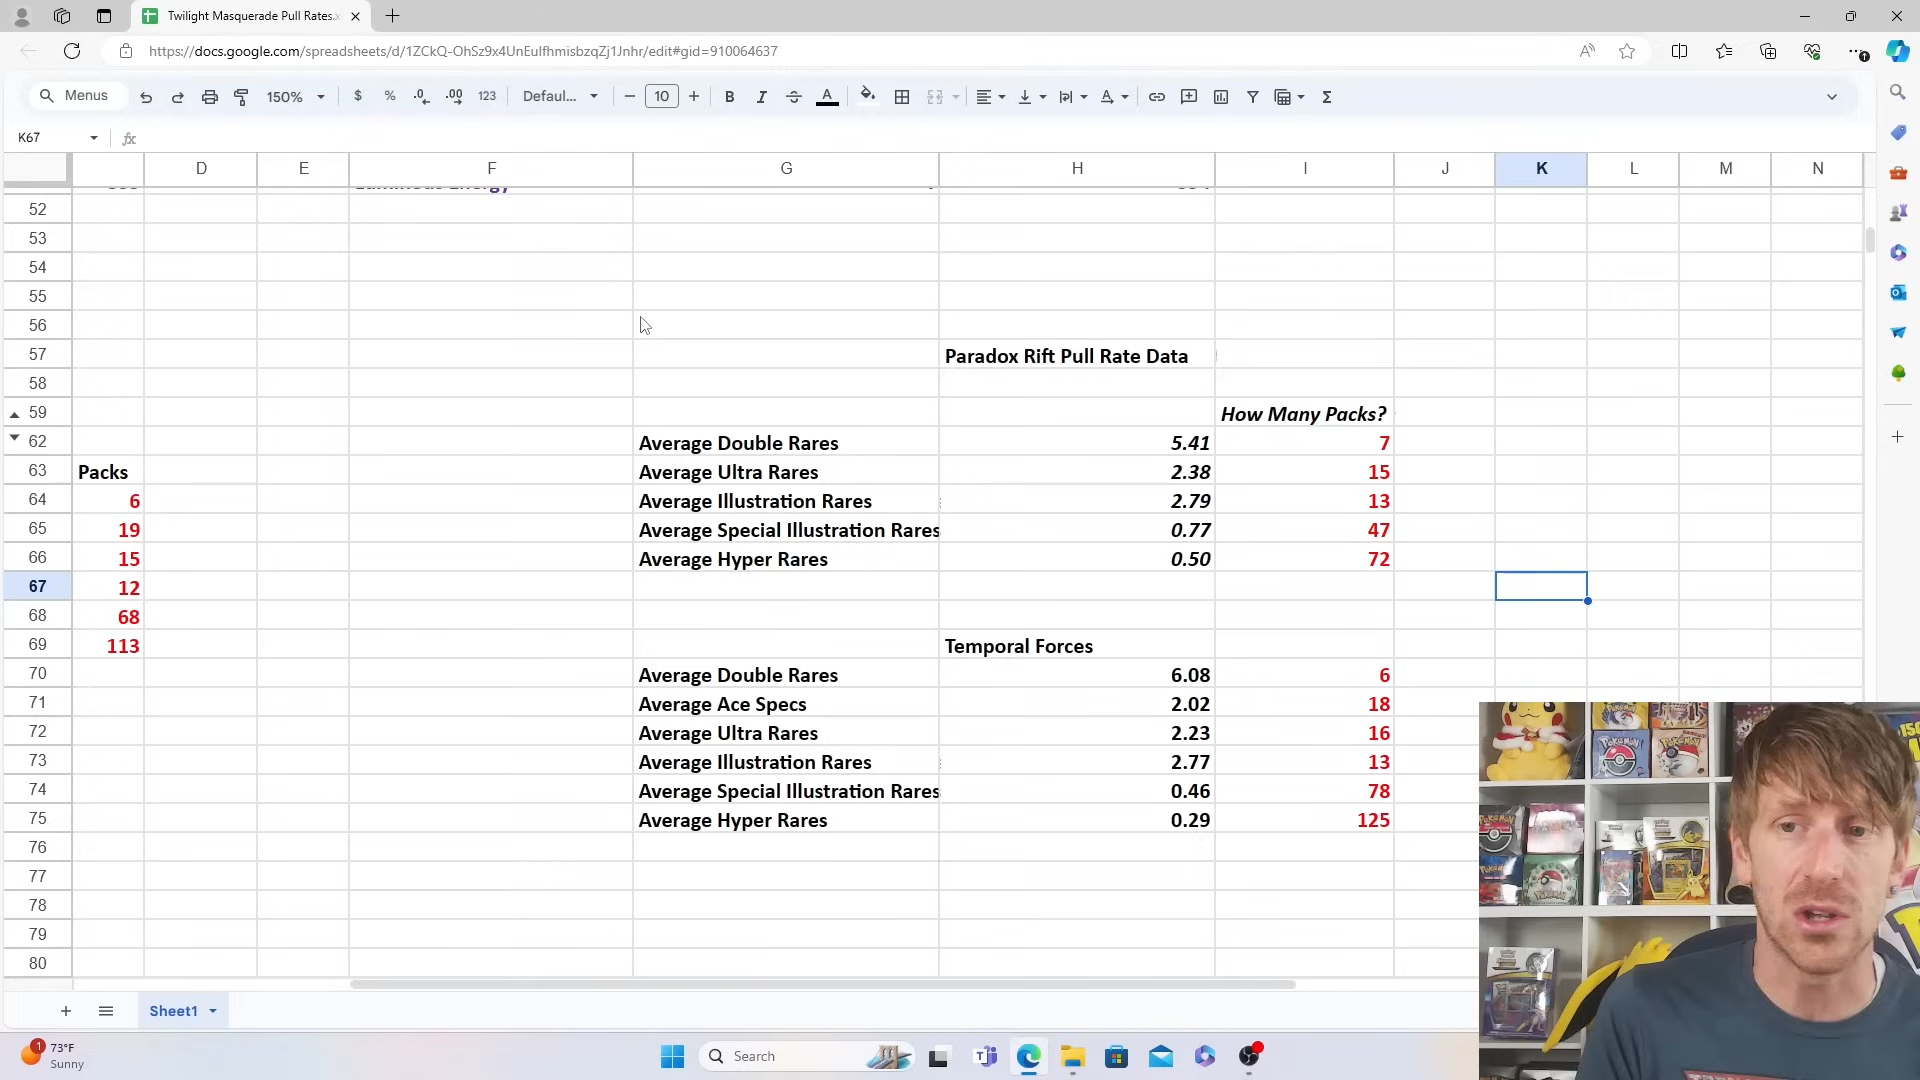 Twilight Masquerade Pull Rates.x
https://docs.google.com/spreadsheets/d/1ZCkQ-OhSz9x4UnEulfhmisbzqZj1Jnhr/edit#gid=910064637
Menus 150% $ % .0 .00 123 Defaul... 10 B I A
K67 fx
D E F G H I J K L M N
52
53
54
55
56
57 Paradox Rift Pull Rate Data
58
59 How Many Packs?
62 Average Double Rares 5.41 7
63 Packs Average Ultra Rares 2.38 15
64 6 Average Illustration Rares 2.79 13
65 19 Average Special Illustration Rares 0.77 47
66 15 Average Hyper Rares 0.50 72
67 12
68 68
69 113 Temporal Forces
70 Average Double Rares 6.08 6
71 Average Ace Specs 2.02 18
72 Average Ultra Rares 2.23 16
73 Average Illustration Rares 2.77 13
74 Average Special Illustration Rares 0.46 78
75 Average Hyper Rares 0.29 125
76
77
78
79
80
Sheet1
1 73°F
Sunny
Search